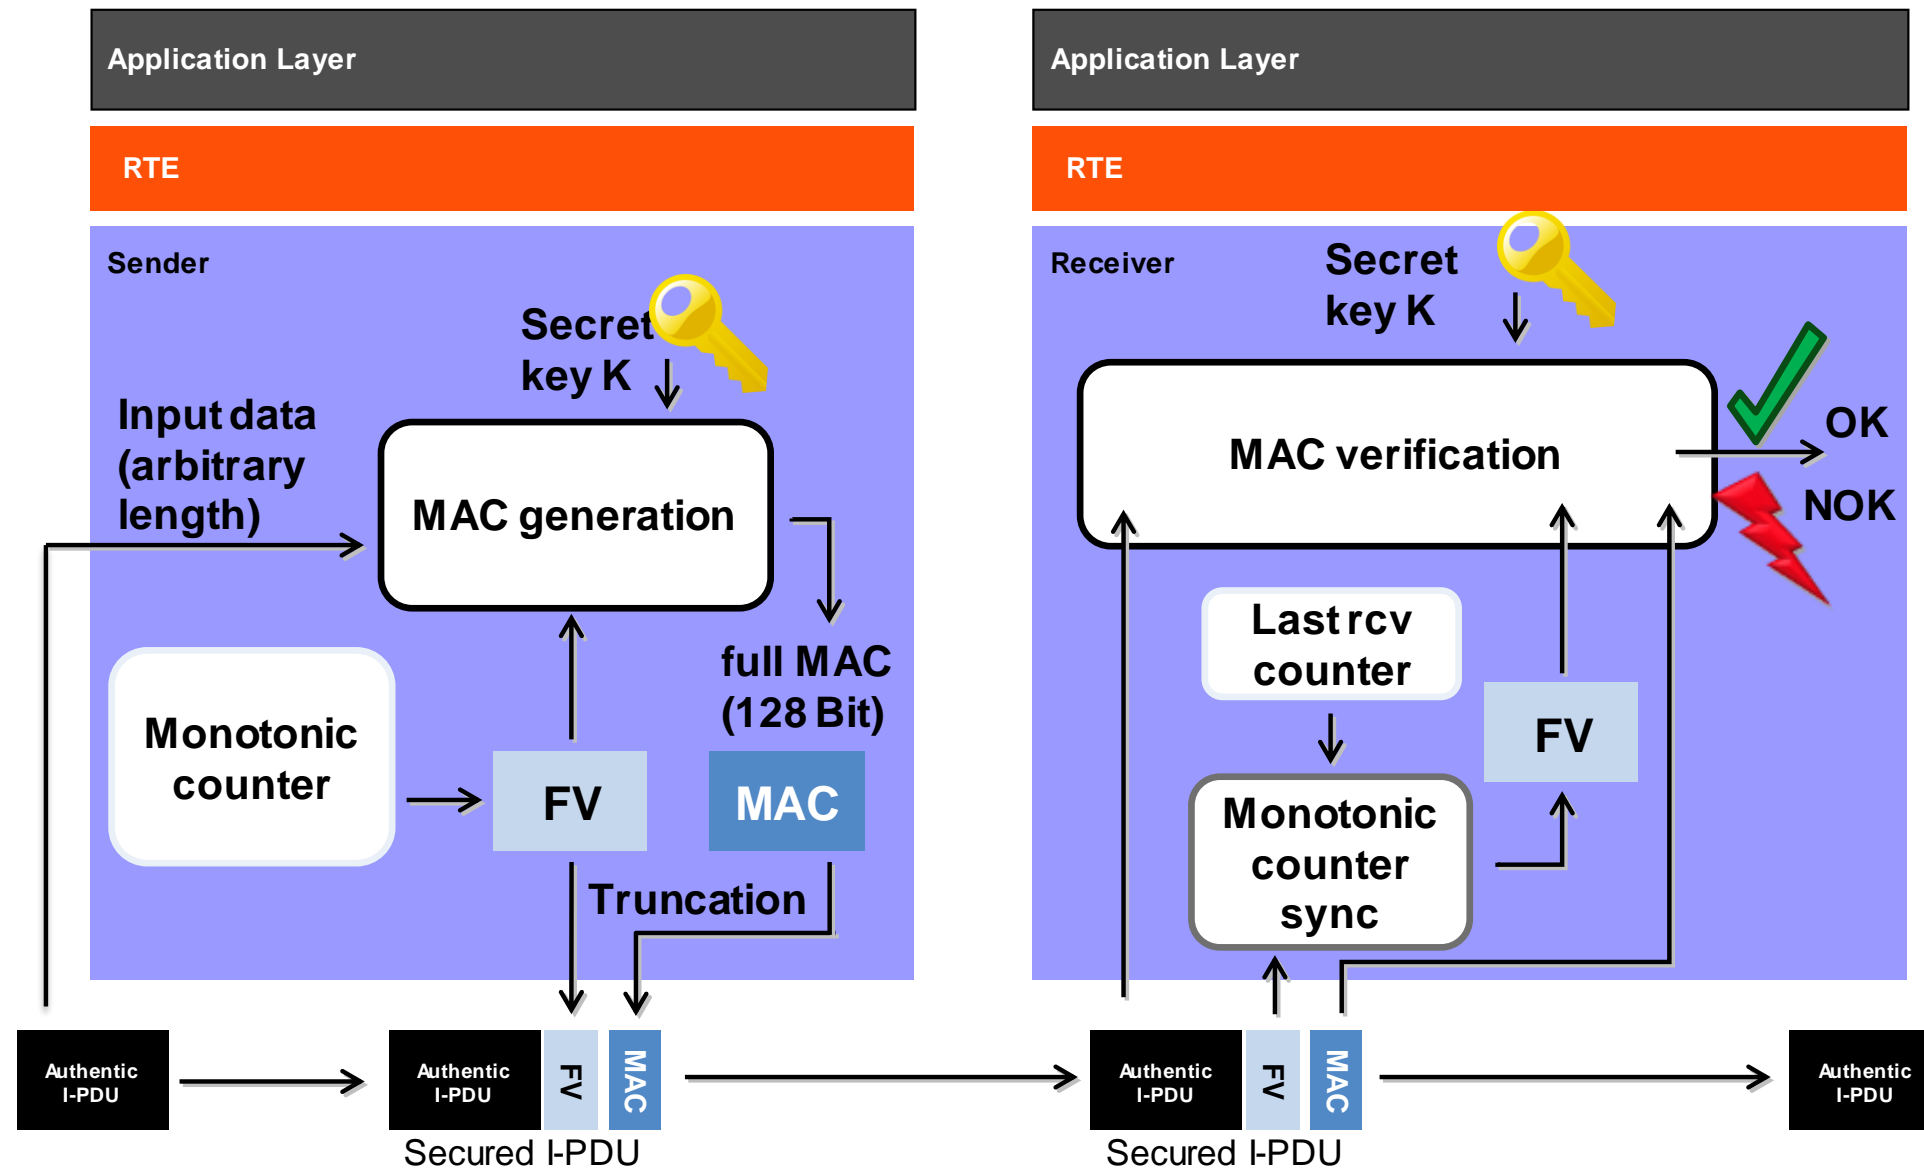 Application Layer
RTE
Sender
Secret
key K
Input data
(arbitrary
length)
MAC generation
full MAC
(128 Bit)
Monotonic
counter
FV
MAC
Truncation
Application Layer
RTE
Receiver
Secret
key K
MAC verification
OK
NOK
Last rcv
counter
FV
Monotonic
counter
sync
Authentic
I-PDU
Authentic
I-PDU
FV
MAC
Secured I-PDU
Authentic
I-PDU
FV
MAC
Secured I-PDU
Authentic
I-PDU